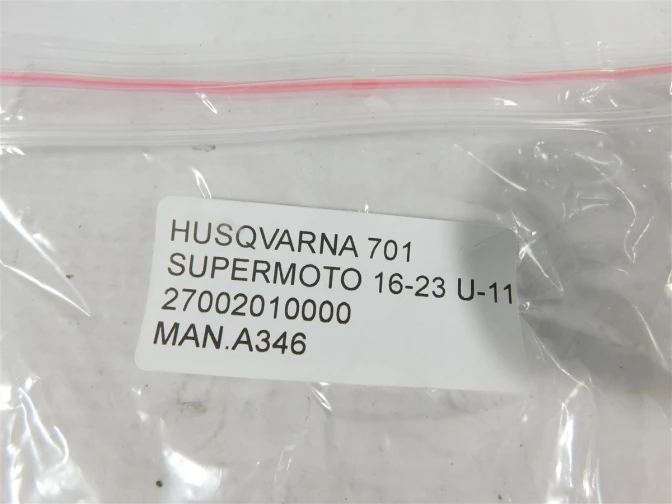 HUSQVARNA 701
SUPERMOTO 16-23 U-11
27002010000
MAN.A346